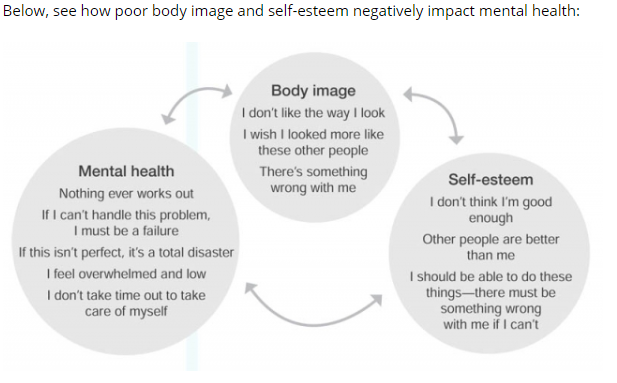 Below, see how poor body image and self-esteem negatively impact mental health:
Body image
I don't like the way I look
I wish I looked more like
these other people
There's something
wrong with me
Mental health
Nothing ever works out
If I can't handle this problem,
I must be a failure
If this isn't perfect, it's a total disaster
I feel overwhelmed and low
I don't take time out to take
care of myself
Self-esteem
I don't think I'm good
enough
Other people are better
than me
I should be able to do these
things—there must be
something wrong
with me if I can't